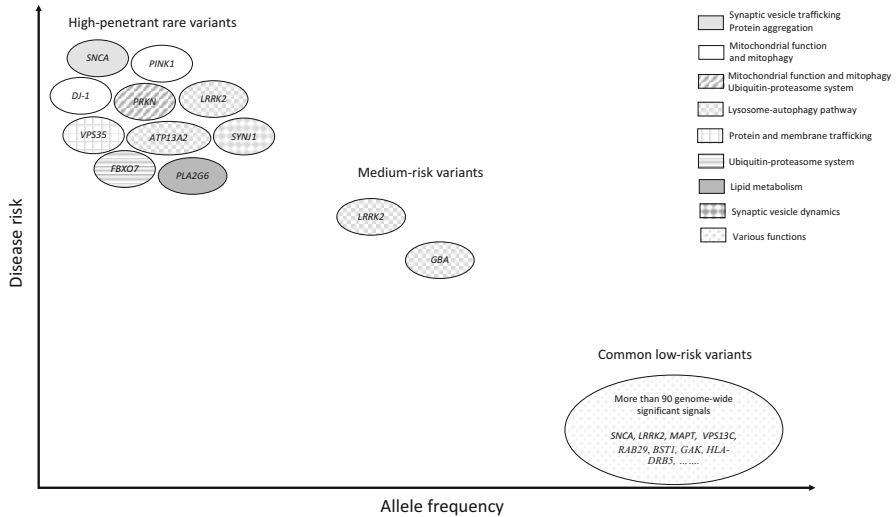 High-penetrant rare variants
SNCA
PINK1
DJ-1
PRKN
LRRK2
VPS35
ATP13A2
SYNJ1
FBXO7
PLA2G6
Medium-risk variants
LRRK2
GBA
Common low-risk variants
More than 90 genome-wide
significant signals
SNCA, LRRK2, MAPT, VPS13C,
RAB29, BST1, GAK, HLA-
DRB5, .......
Disease risk
Allele frequency
Synaptic vesicle trafficking
Protein aggregation
Mitochondrial function
and mitophagy
Mitochondrial function and mitophagy
Ubiquitin-proteasome system
Lysosome-autophagy pathway
Protein and membrane trafficking
Ubiquitin-proteasome system
Lipid metabolism
Synaptic vesicle dynamics
Various functions